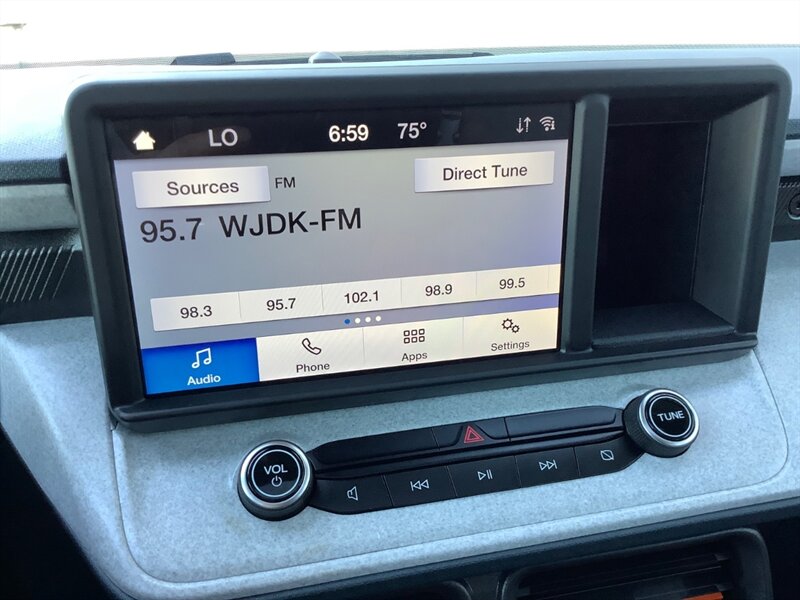 LO 6:59 75°
Sources FM Direct Tune
95.7 WJDK-FM
98.3 95.7 102.1 98.9 99.5
Audio Phone Apps Settings
VOL
TUNE